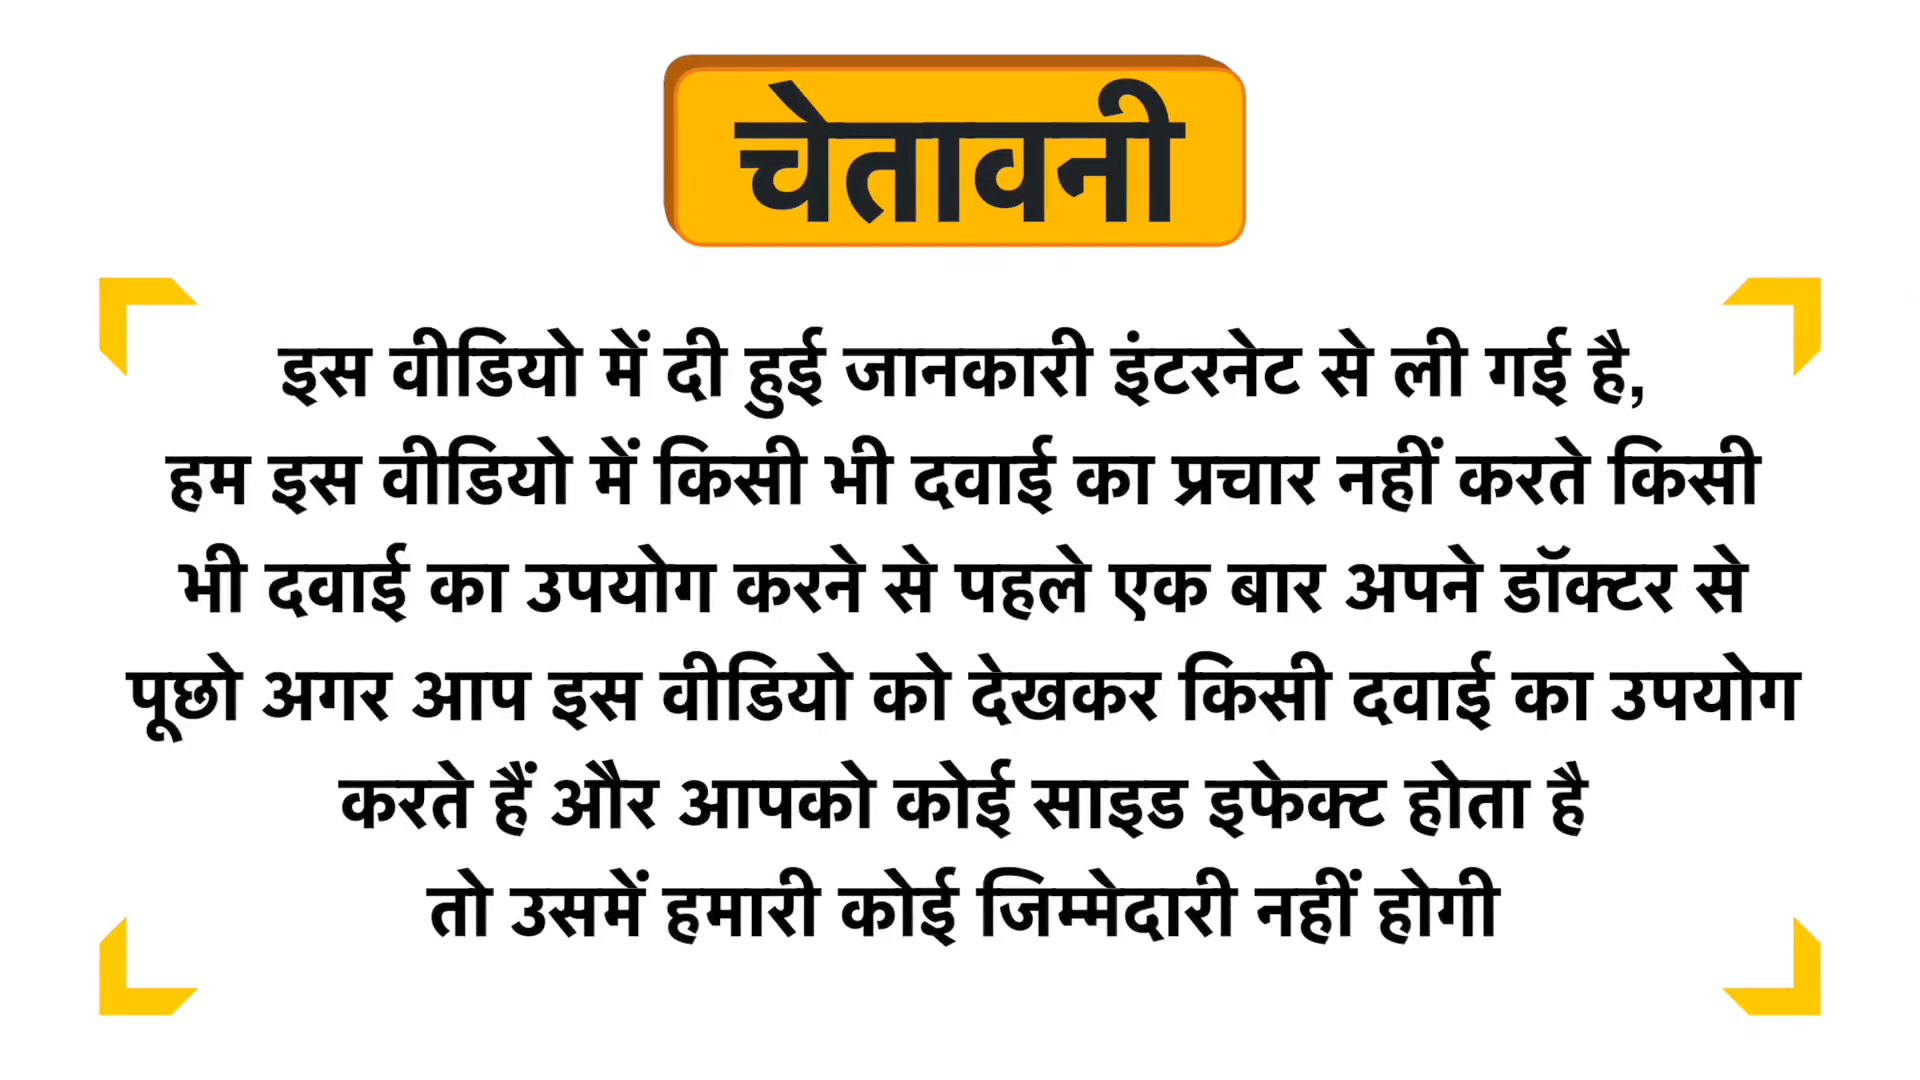 चेतावनी
इस वीडियो में दी हुई जानकारी इंटरनेट से ली गई है,
हम इस वीडियो में किसी भी दवाई का प्रचार नहीं करते किसी
भी दवाई का उपयोग करने से पहले एक बार अपने डॉक्टर से
पूछो अगर आप इस वीडियो को देखकर किसी दवाई का उपयोग
करते हैं और आपको कोई साइड इफेक्ट होता है
तो उसमें हमारी कोई जिम्मेदारी नहीं होगी